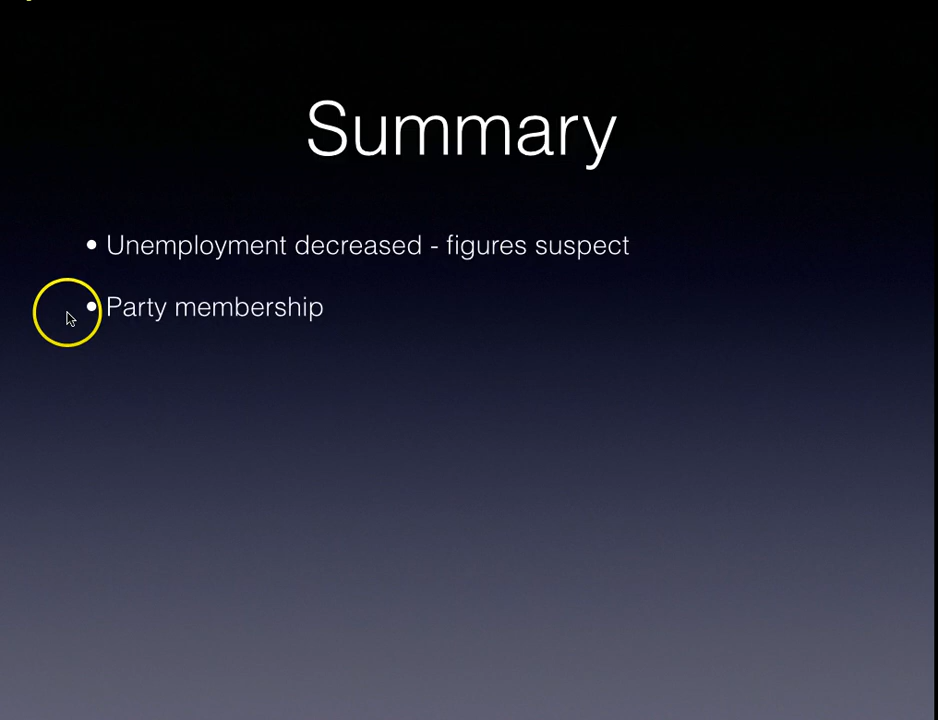 Summary
• Unemployment decreased - figures suspect
• Party membership